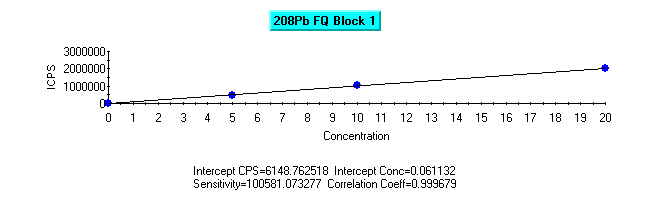 208Pb FQ Block 1
ICPS
3000000
2000000
1000000
0
0 1 2 3 4 5 6 7 8 9 10 11 12 13 14 15 16 17 18 19 20
Concentration
Intercept CPS=6148.762518 Intercept Conc=0.061132
Sensitivity=100581.073277 Correlation Coeff=0.999679